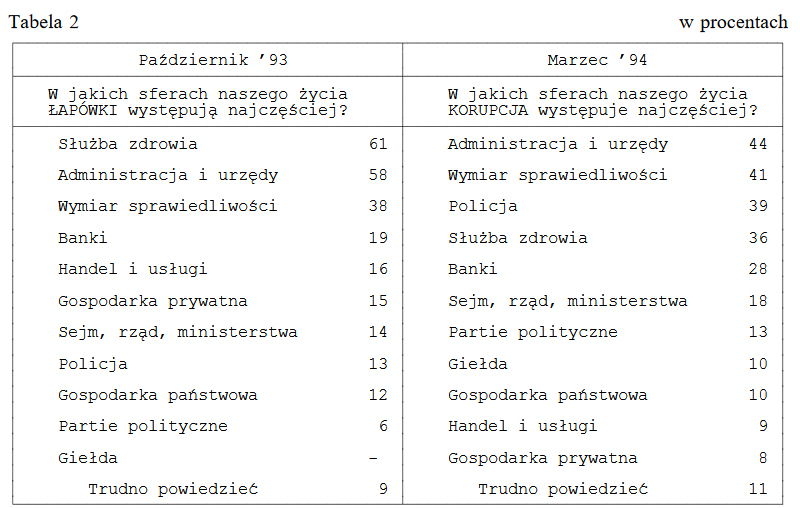 Tabela 2 w procentach
Październik ’93 Marzec ’94
W jakich sferach naszego życia W jakich sferach naszego życia
ŁAPÓWKI występują najczęściej? KORUPCJA występuje najczęściej?
Służba zdrowia 61 Administracja i urzędy 44
Administracja i urzędy 58 Wymiar sprawiedliwości 41
Wymiar sprawiedliwości 38 Policja 39
Banki 19 Służba zdrowia 36
Handel i usługi 16 Banki 28
Gospodarka prywatna 15 Sejm, rząd, ministerstwa 18
Sejm, rząd, ministerstwa 14 Partie polityczne 13
Policja 13 Giełda 10
Gospodarka państwowa 12 Gospodarka państwowa 10
Partie polityczne 6 Handel i usługi 9
Giełda - Gospodarka prywatna 8
Trudno powiedzieć 9 Trudno powiedzieć 11